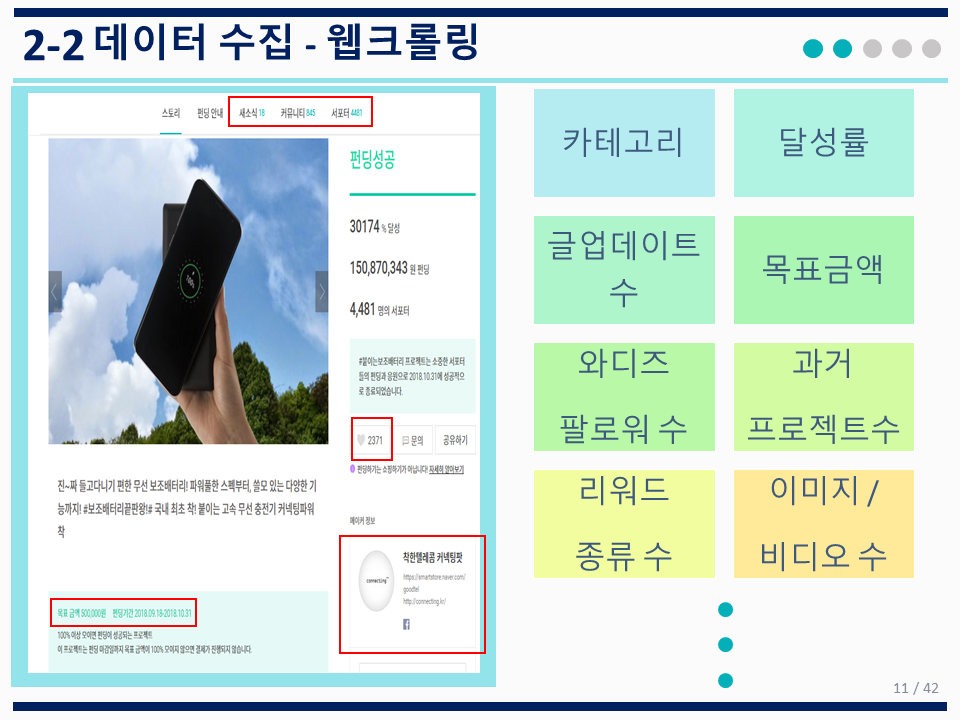 2-2 데이터 수집 - 웹크롤링
스토리 펀딩 안내 새소식 18 커뮤니티 845 서포터 4481
펀딩성공
30174 % 달성
150,870,343 원 펀딩
4,481 명의 서포터
#붙이는보조배터리 프로젝트는 소중한 서포터
들의 펀딩과 응원으로 2018.10.31에 성공적으
로 종료되었습니다.
2371 문의 공유하기
펀딩하기는 쇼핑하기가 아닙니다! 자세히 알아보기
진~짜 들고다니기 편한 무선 보조배터리! 파워풀한 스펙부터, 쓸모 있는 다양한 기
능까지! #보조배터리끝판왕!# 국내 최초 착! 붙이는 고속 무선 충전기 커넥팅파워
착
메이커 정보
connecting
착한텔레콤 커넥팅팟
https://smartstore.naver.com/
goodtel
http://connecting.kr/
목표 금액 500,000원 펀딩기간 2018.09.18-2018.10.31
100% 이상 모이면 펀딩이 성공되는 프로젝트
이 프로젝트는 펀딩 마감일까지 목표 금액이 100% 모이지 않으면 결제가 진행되지 않습니다.
100%
카테고리
달성률
글업데이트
수
목표금액
와디즈
팔로워 수
과거
프로젝트수
리워드
종류 수
이미지 /
비디오 수
11 / 42